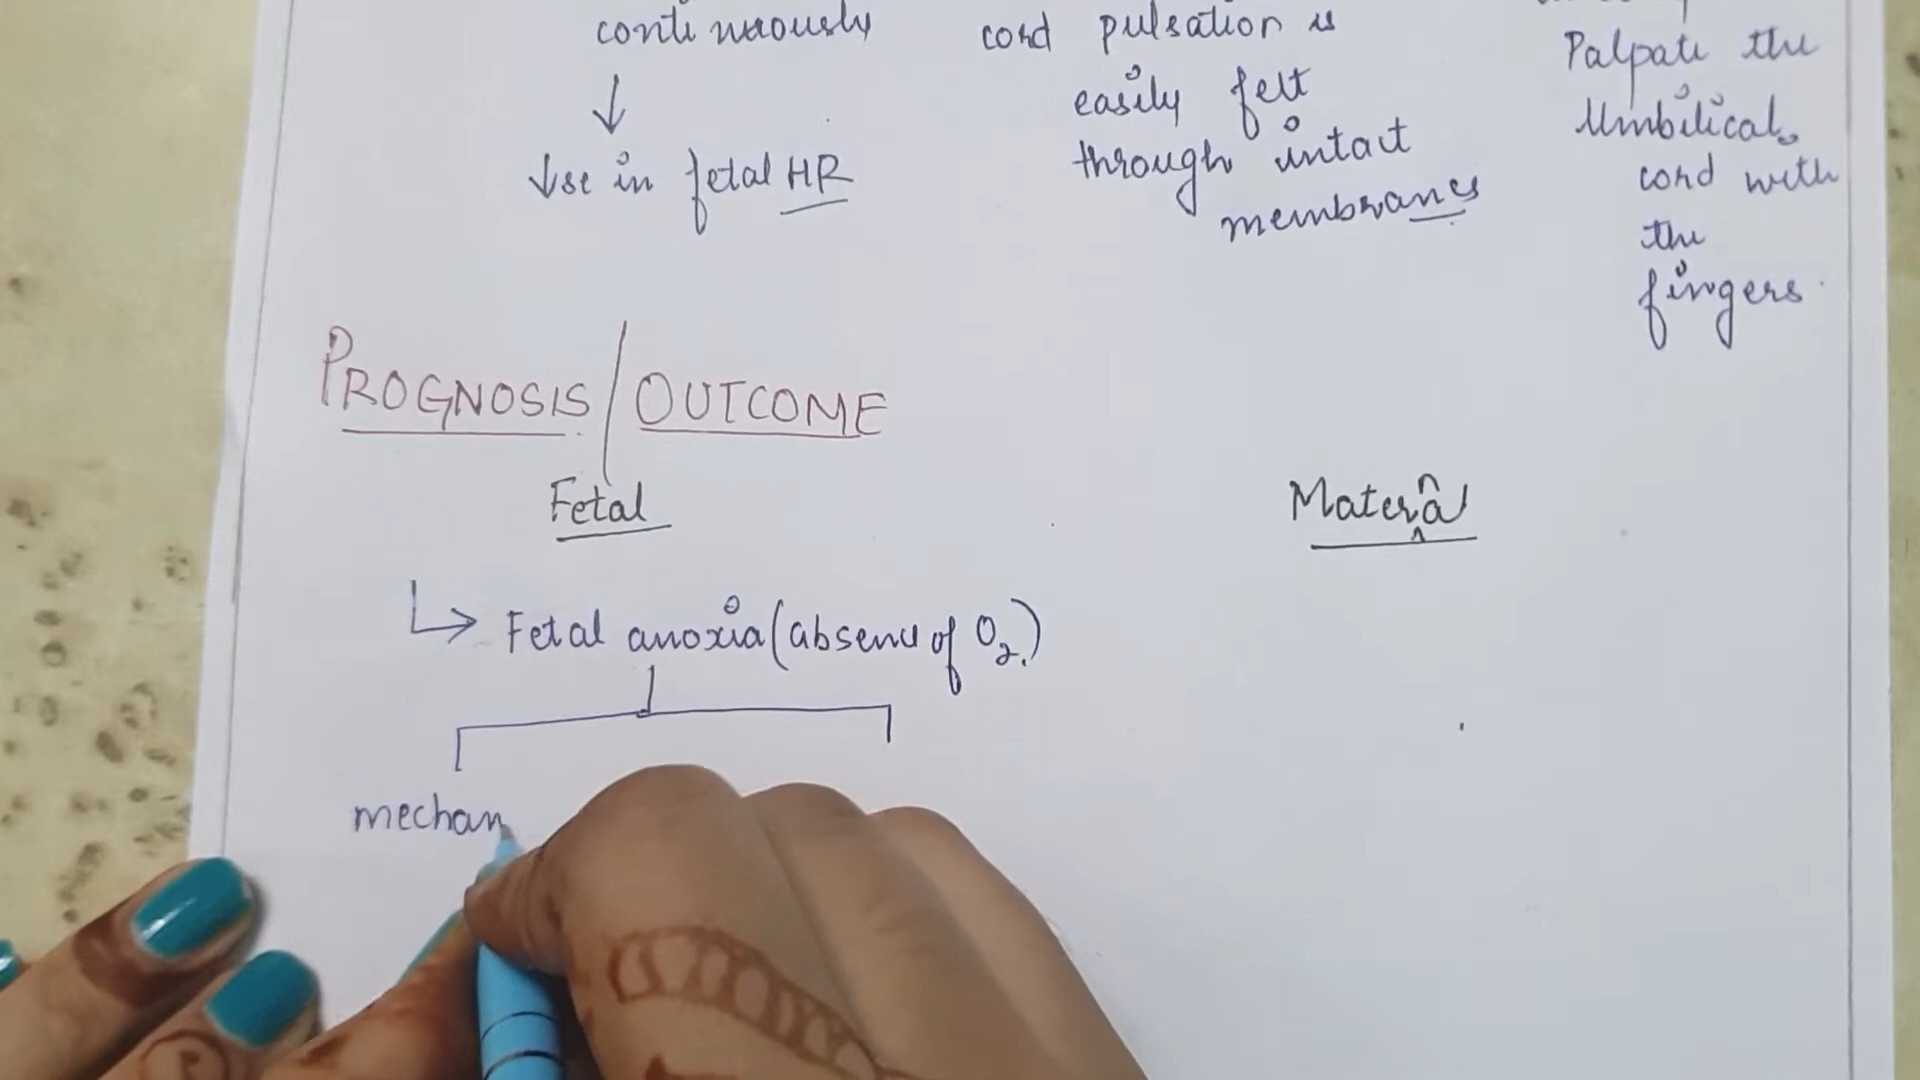 continuously
↓
↓se in fetal HR
cord pulsation is
easily felt
through intact
membranes
Palpate the
Umbilical
cord with
the
fingers.
PROGNOSIS/OUTCOME
Fetal
Maternal
↳ Fetal anoxia (absence of O2)
mechan